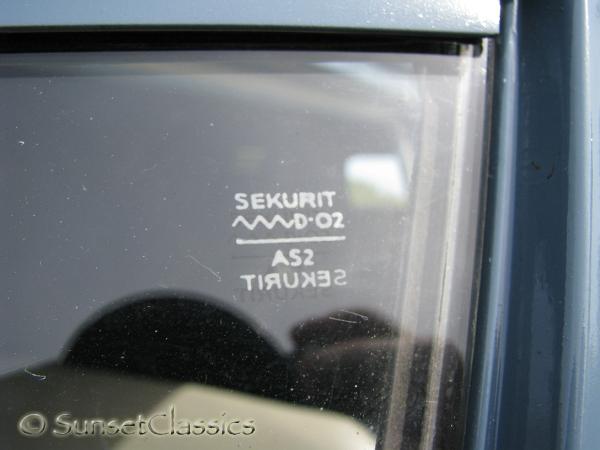 SEKURIT
D·02
AS2
SEKURIT
© SunsetClassics